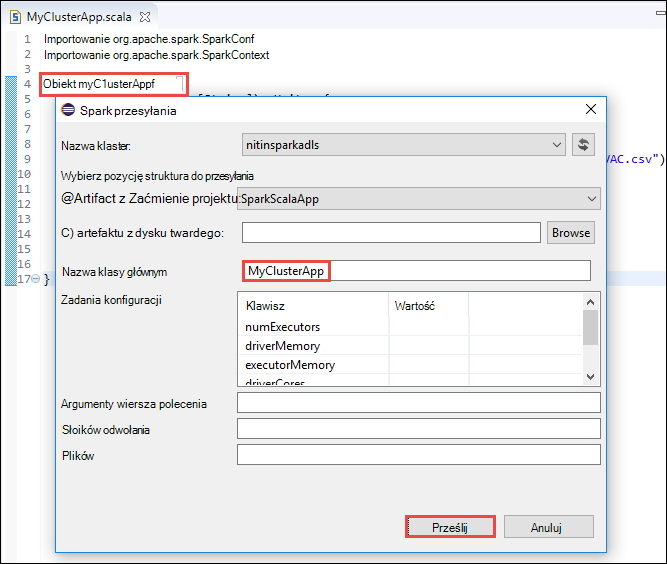 MyClusterApp.scala
1 Importowanie org.apache.spark.SparkConf
2 Importowanie org.apache.spark.SparkContext
3
4 Obiekt myC1usterAppf
5
6
7
8
9 VAC.csv")
10
11
12
13
14
15
16
17 }
Spark przesyłania
Nazwa klaster: nitinsparkadls
Wybierz pozycję struktura do przesyłania
@Artifact z Zaćmienie projektu: SparkScalaApp
C) artefaktu z dysku twardego: Browse
Nazwa klasy głównym MyClusterApp
Zadania konfiguracji Klawisz Wartość
numExecutors
driverMemory
executorMemory
driverCores
Argumenty wiersza polecenia
Słoików odwołania
Plików
Prześlij Anuluj